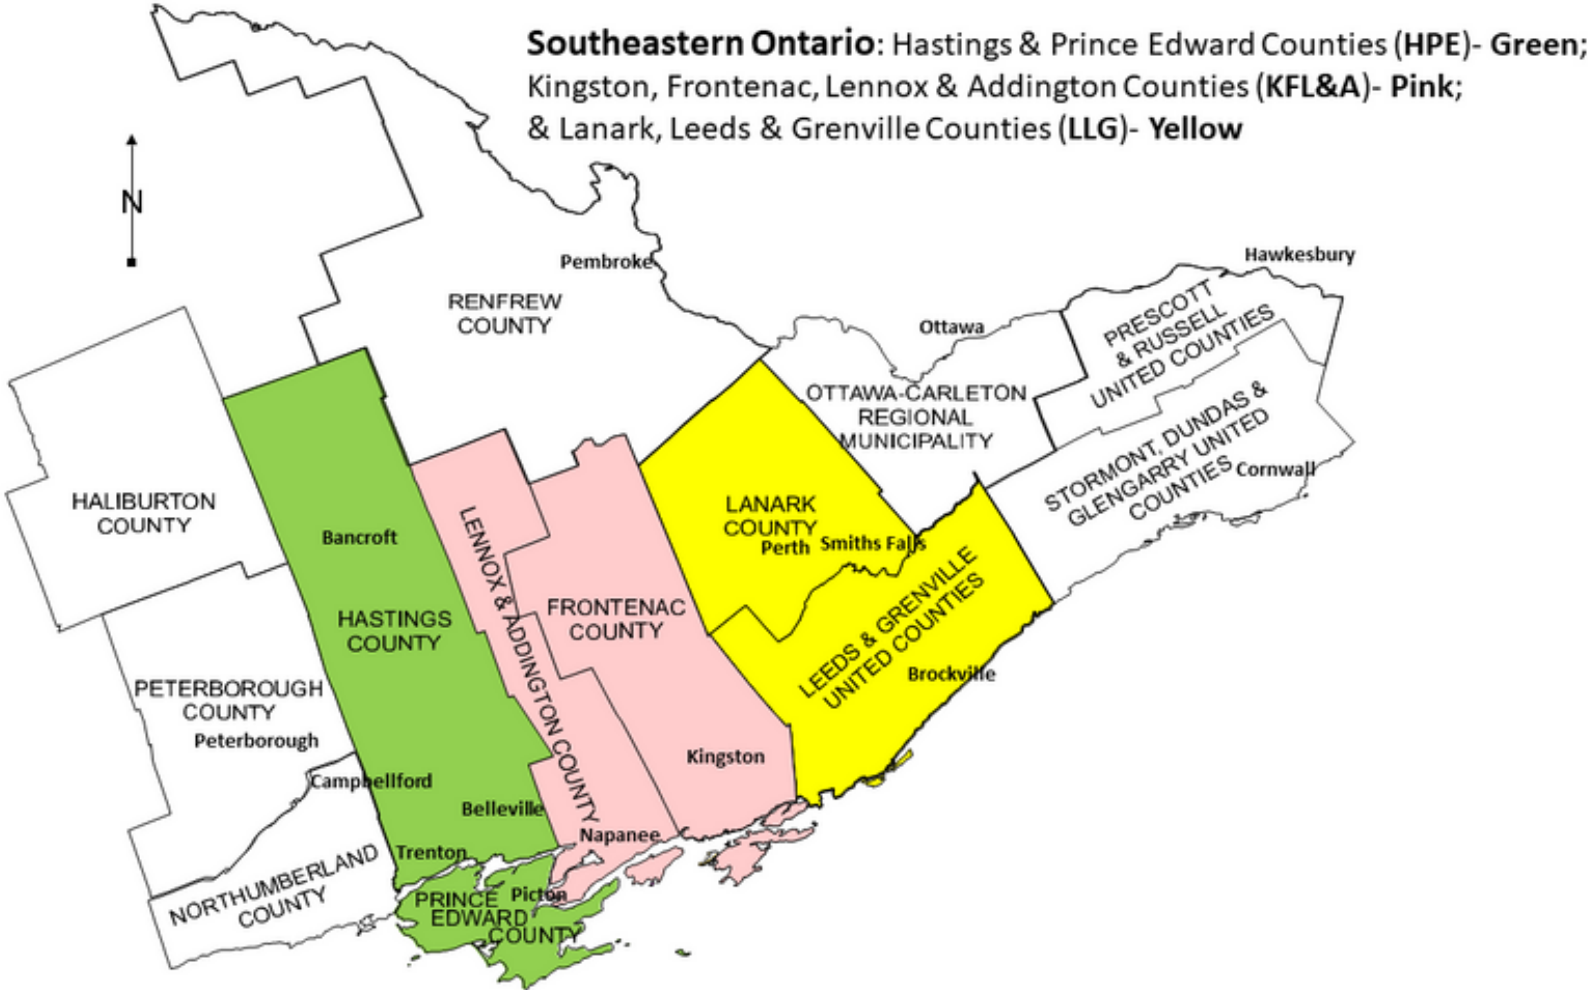 Southeastern Ontario: Hastings & Prince Edward Counties (HPE)- Green;
Kingston, Frontenac, Lennox & Addington Counties (KFL&A)- Pink;
& Lanark, Leeds & Grenville Counties (LLG)- Yellow
N
Pembroke
Hawkesbury
RENFREW
COUNTY
Ottawa
PRESCOTT
& RUSSELL
UNITED COUNTIES
OTTAWA-CARLETON
REGIONAL
MUNICIPALITY
STORMONT, DUNDAS &
GLENGARRY UNITED
COUNTIES
Cornwall
HALIBURTON
COUNTY
Bancroft
LANARK
COUNTY
Perth
Smiths Falls
HASTINGS
COUNTY
LENNOX & ADDINGTON COUNTY
FRONTENAC
COUNTY
LEEDS & GRENVILLE
UNITED COUNTIES
Brockville
PETERBOROUGH
COUNTY
Peterborough
Kingston
Campbellford
Belleville
Napanee
Trenton
NORTHUMBERLAND
COUNTY
Picton
PRINCE
EDWARD
COUNTY